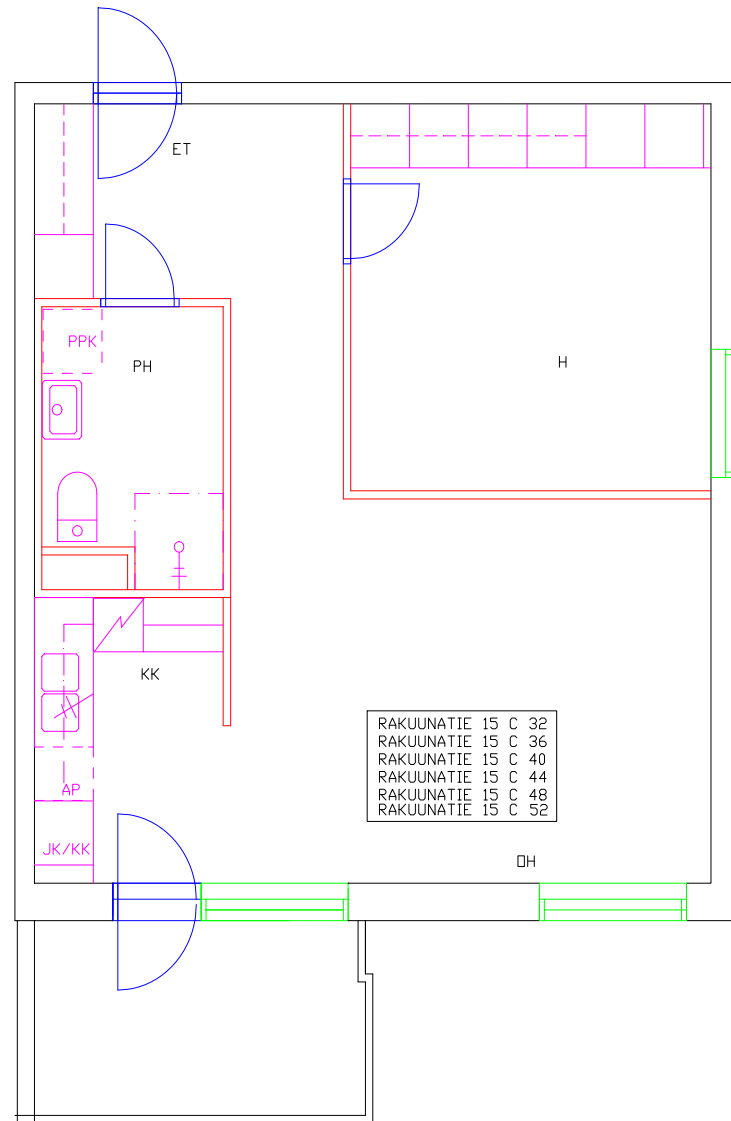 ET
PPK
PH
H
KK
RAKUUNATIE 15 C 32
RAKUUNATIE 15 C 36
RAKUUNATIE 15 C 40
RAKUUNATIE 15 C 44
RAKUUNATIE 15 C 48
RAKUUNATIE 15 C 52
AP
JK/KK
OH